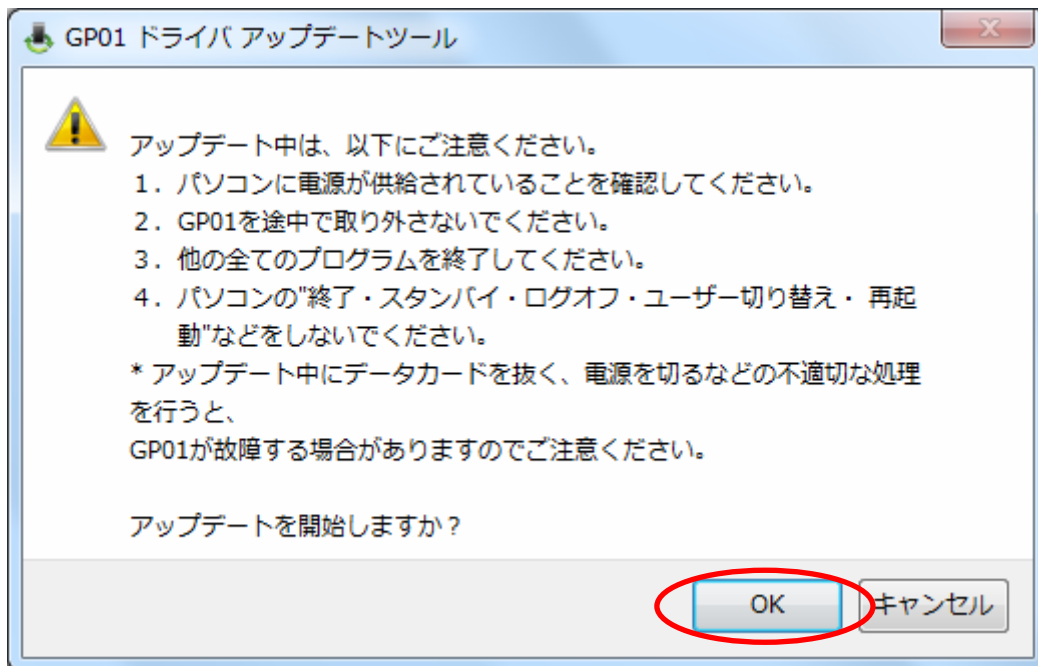 GP01 ドライバ アップデートツール
アップデート中は、以下にご注意ください。
１．パソコンに電源が供給されていることを確認してください。
２．GP01を途中で取り外さないでください。
３．他の全てのプログラムを終了してください。
４．パソコンの"終了・スタンバイ・ログオフ・ユーザー切り替え・ 再起
動"などをしないでください。
* アップデート中にデータカードを抜く、電源を切るなどの不適切な処理
を行うと、
GP01が故障する場合がありますのでご注意ください。
アップデートを開始しますか？
OK キャンセル